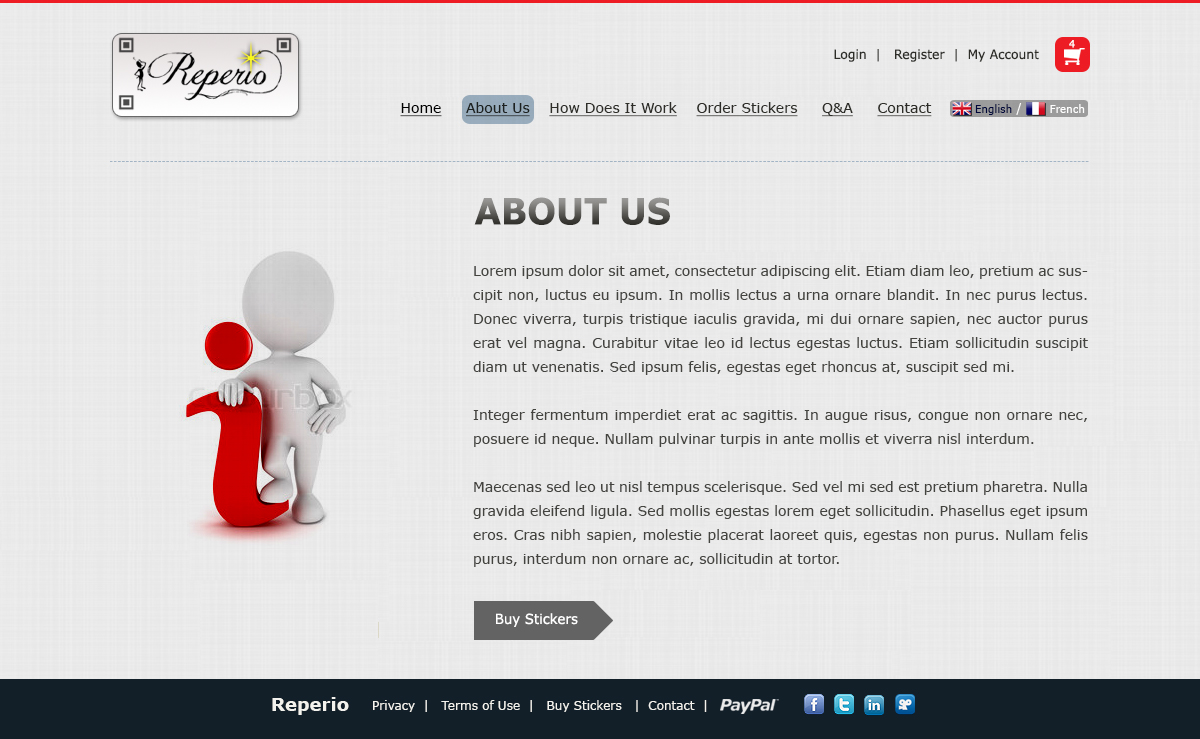 Reperio
Login | Register | My Account
4
Home About Us How Does It Work Order Stickers Q&A Contact English / French
ABOUT US
Lorem ipsum dolor sit amet, consectetur adipiscing elit. Etiam diam leo, pretium ac sus-
cipit non, luctus eu ipsum. In mollis lectus a urna ornare blandit. In nec purus lectus.
Donec viverra, turpis tristique iaculis gravida, mi dui ornare sapien, nec auctor purus
erat vel magna. Curabitur vitae leo id lectus egestas luctus. Etiam sollicitudin suscipit
diam ut venenatis. Sed ipsum felis, egestas eget rhoncus at, suscipit sed mi.
Integer fermentum imperdiet erat ac sagittis. In augue risus, congue non ornare nec,
posuere id neque. Nullam pulvinar turpis in ante mollis et viverra nisl interdum.
Maecenas sed leo ut nisl tempus scelerisque. Sed vel mi sed est pretium pharetra. Nulla
gravida eleifend ligula. Sed mollis egestas lorem eget sollicitudin. Phasellus eget ipsum
eros. Cras nibh sapien, molestie placerat laoreet quis, egestas non purus. Nullam felis
purus, interdum non ornare ac, sollicitudin at tortor.
Buy Stickers
Reperio Privacy | Terms of Use | Buy Stickers | Contact | PayPal f t in